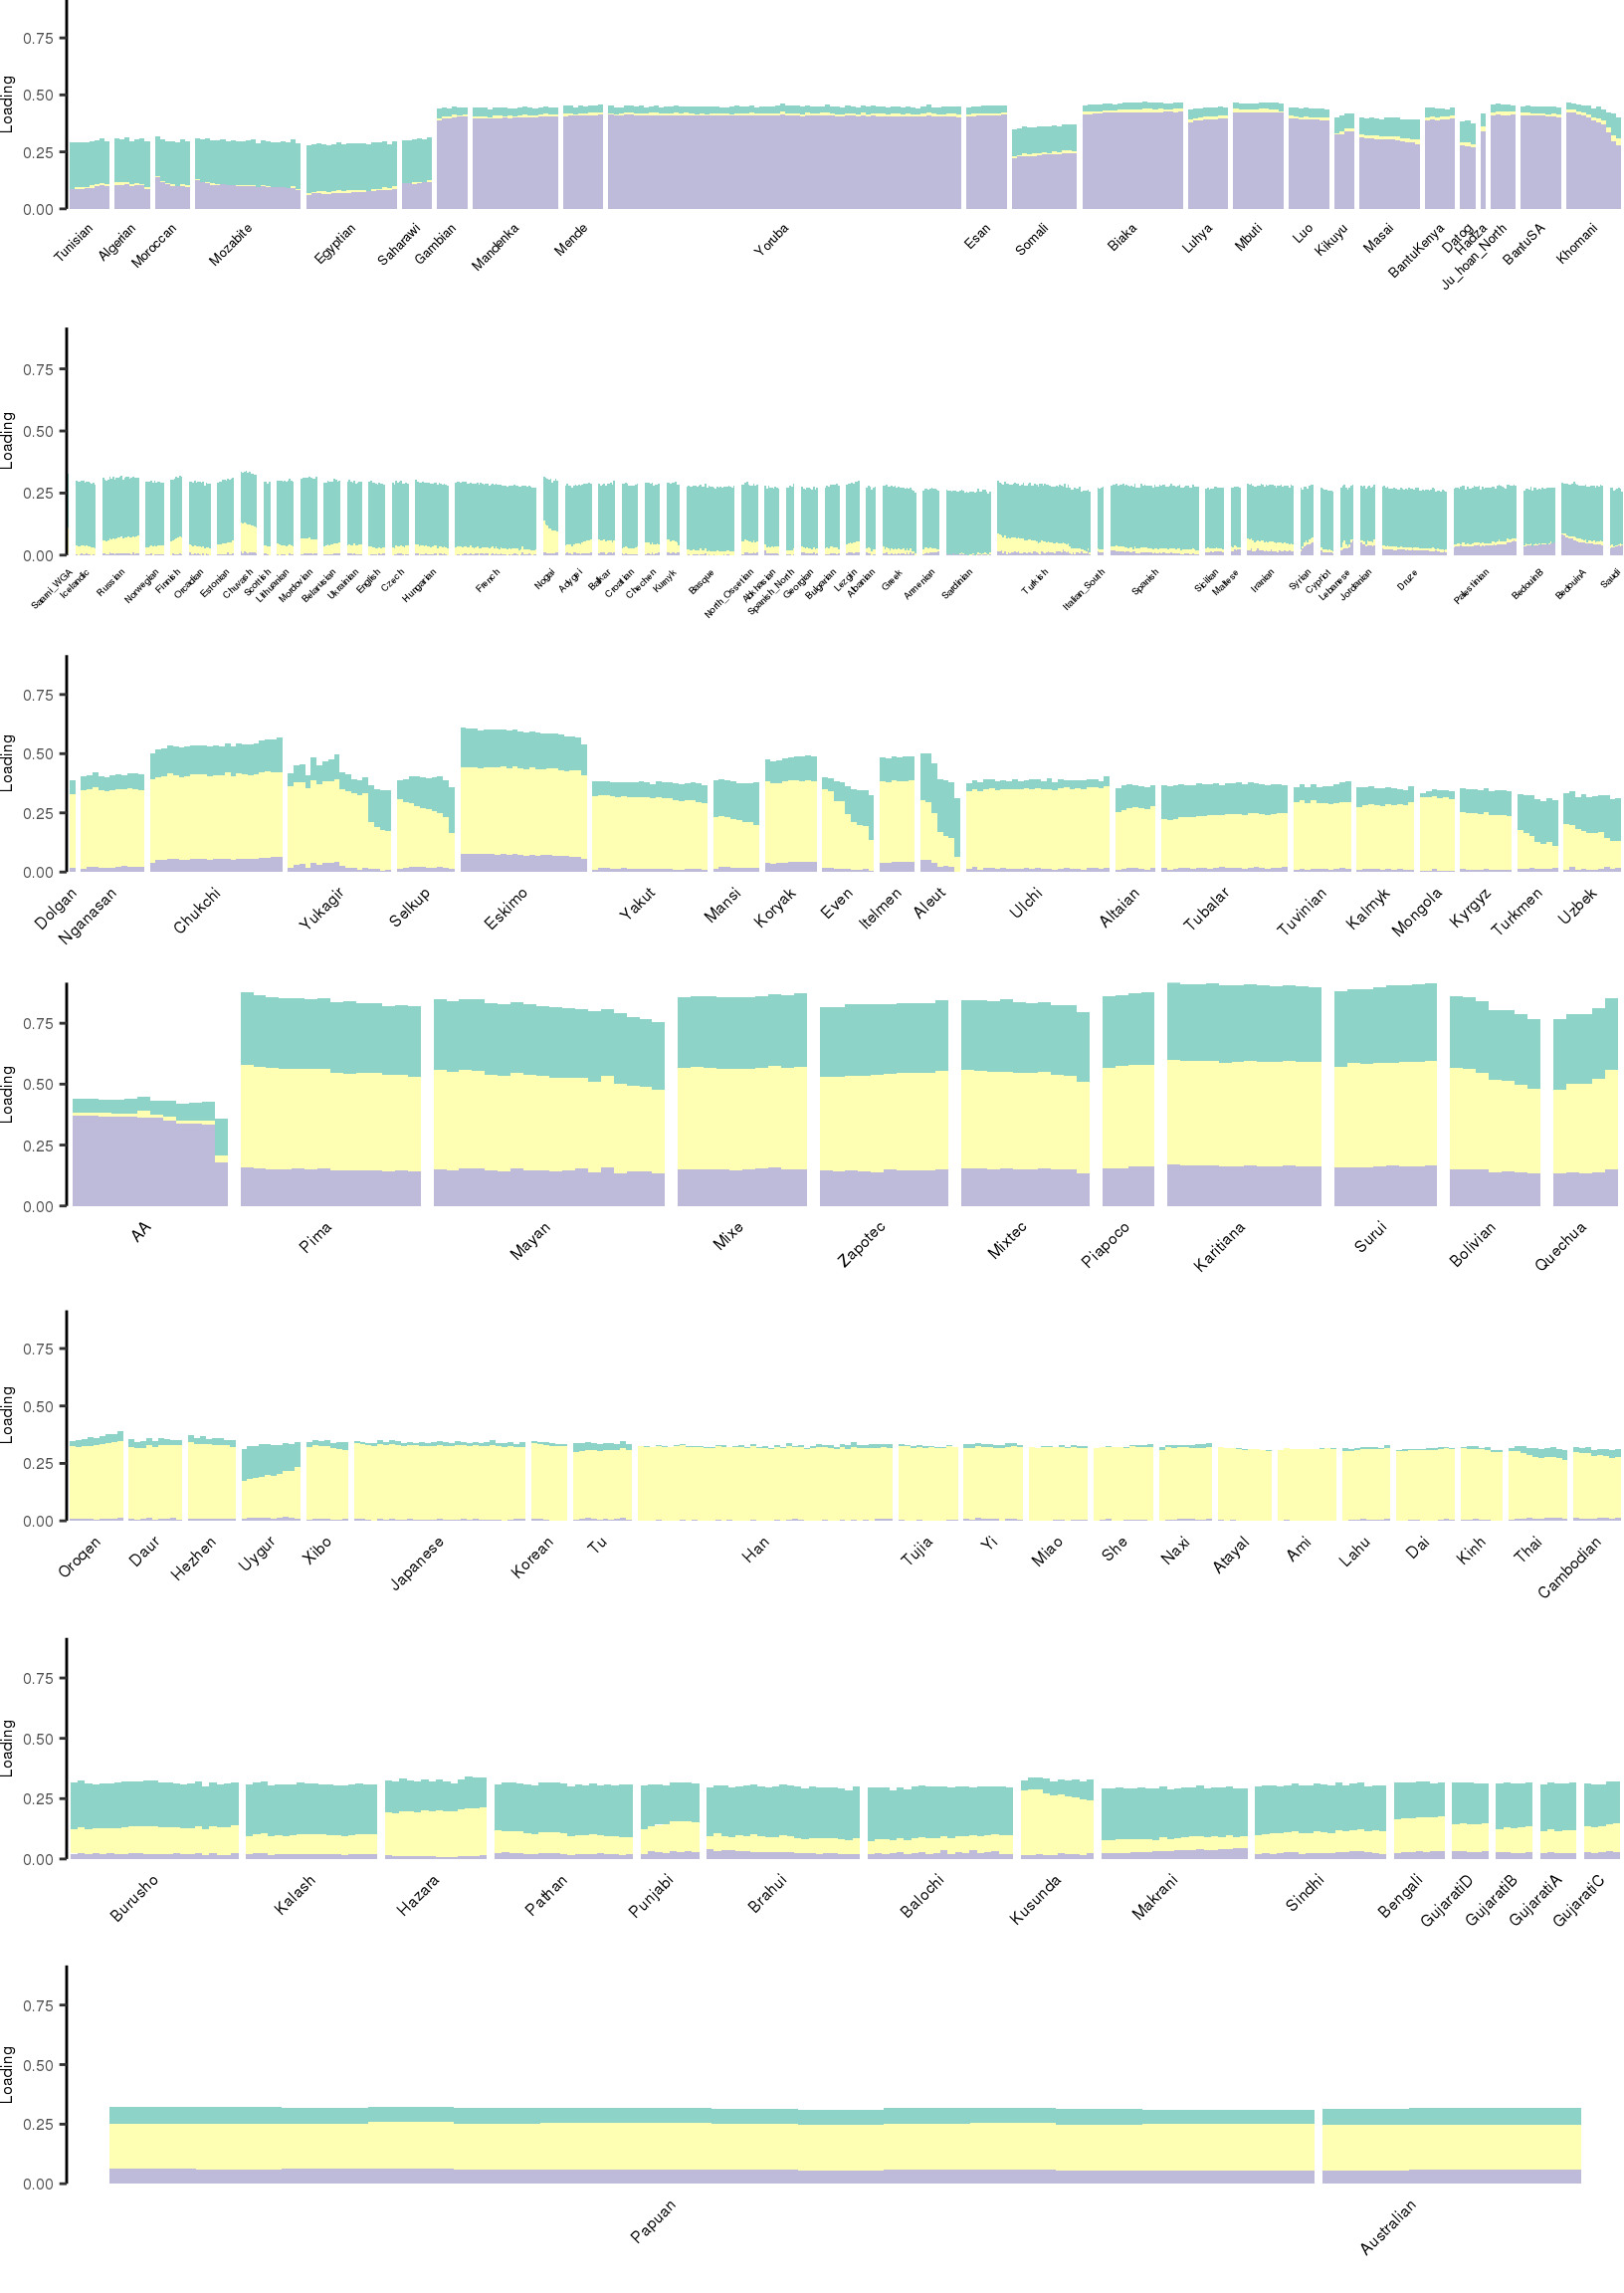 0.75
0.50
0.25
0.00
Loading
Tunisian
Algerian
Moroccan
Mozabite
Egyptian
Saharawi
Gambian
Mandenka
Mende
Yoruba
Esan
Somali
Biaka
Luhya
Mbuti
Luo
Kikuyu
Masai
BantuKenya
Datog
Hadza
Ju_hoan_North
BantuSA
Khomani
0.75
0.50
0.25
0.00
Loading
Saami_WGA
Icelandic
Russian
Norwegian
Finnish
Orcadian
Estonian
Chuvash
Scottish
Lithuanian
Mordovian
Belarusian
Ukrainian
English
Czech
Hungarian
French
Nogai
Adygei
Balkar
Croatian
Chechen
Kumyk
Basque
North_Ossetian
Abkhasian
Spanish_North
Georgian
Bulgarian
Lezgin
Albanian
Greek
Armenian
Sardinian
Turkish
Italian_South
Spanish
Sicilian
Maltese
Iranian
Syrian
Cypriot
Lebanese
Jordanian
Druze
Palestinian
BedouinB
BedouinA
Saudi
0.75
0.50
0.25
0.00
Loading
Dolgan
Nganasan
Chukchi
Yukagir
Selkup
Eskimo
Yakut
Mansi
Koryak
Even
Itelmen
Aleut
Ulchi
Altaian
Tubalar
Tuvinian
Kalmyk
Mongola
Kyrgyz
Turkmen
Uzbek
0.75
0.50
0.25
0.00
Loading
AA
Pima
Mayan
Mixe
Zapotec
Mixtec
Piapoco
Karitiana
Surui
Bolivian
Quechua
0.75
0.50
0.25
0.00
Loading
Oroqen
Daur
Hezhen
Uygur
Xibo
Japanese
Korean
Tu
Han
Tujia
Yi
Miao
She
Naxi
Atayal
Ami
Lahu
Dai
Kinh
Thai
Cambodian
0.75
0.50
0.25
0.00
Loading
Burusho
Kalash
Hazara
Pathan
Punjabi
Brahui
Balochi
Kusunda
Makrani
Sindhi
Bengali
GujaratiD
GujaratiB
GujaratiA
GujaratiC
0.75
0.50
0.25
0.00
Loading
Papuan
Australian